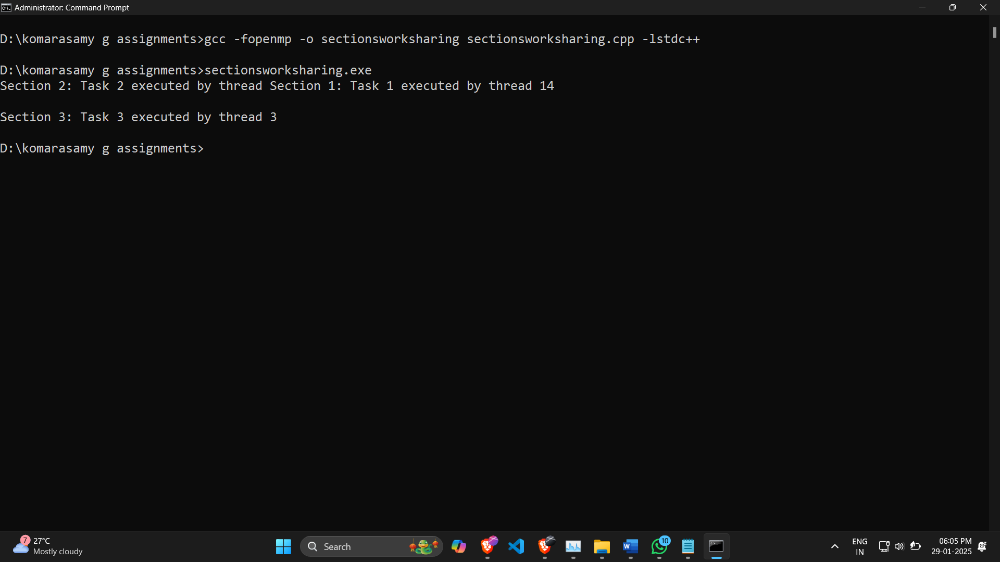 Administrator: Command Prompt
D:\komarasamy g assignments>gcc -fopenmp -o sectionsworksharing sectionsworksharing.cpp -lstdc++
D:\komarasamy g assignments>sectionsworksharing.exe
Section 2: Task 2 executed by thread Section 1: Task 1 executed by thread 14
Section 3: Task 3 executed by thread 3
D:\komarasamy g assignments>
7
27°C
Mostly cloudy
Search
W
10
ENG
IN
06:05 PM
29-01-2025